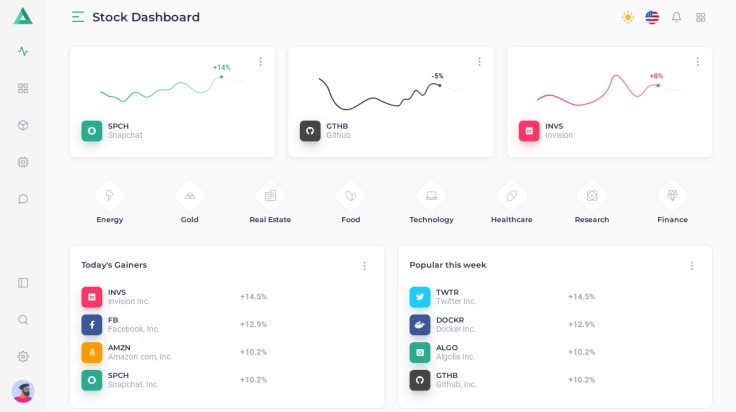 Stock Dashboard
+14%
SPCH
Snapchat
-5%
GTHB
Github
+8%
INVS
Invision
Energy
Gold
Real Estate
Food
Technology
Healthcare
Research
Finance
Today's Gainers
INVS
invision Inc.
+14.5%
FB
Facebook, Inc.
+12.9%
AMZN
Amazon.com, Inc.
+10.2%
SPCH
Snapchat, Inc.
+10.2%
Popular this week
TWTR
Twitter Inc.
+14.5%
DOCKR
Docker Inc.
+12.9%
ALGO
Algolia Inc.
+10.2%
GTHB
Github, Inc.
+10.2%